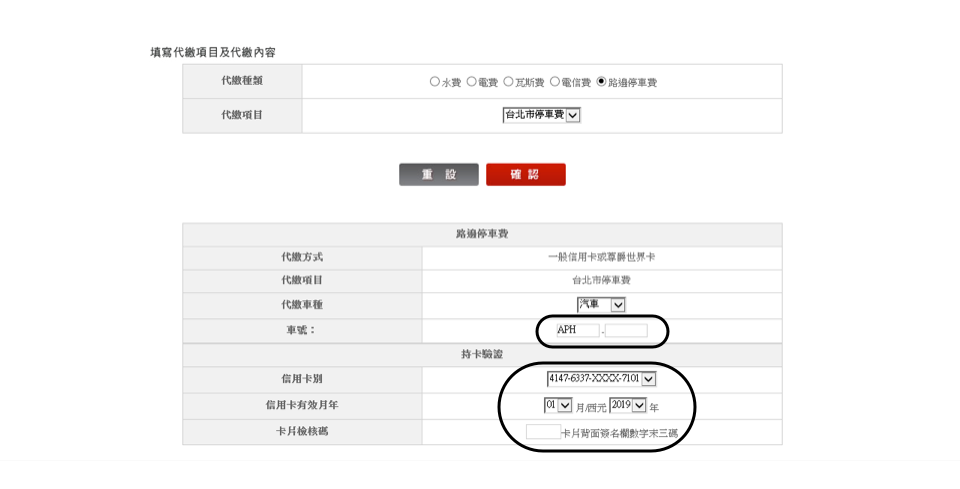 填寫代繳項目及代繳內容
代繳種類 水費 電費 瓦斯費 電信費 路邊停車費
代繳項目 台北市停車費
重 設 確 認
路邊停車費
代繳方式 一般信用卡或尊爵世界卡
代繳項目 台北市停車費
代繳車種 汽車
車號： APH -
持卡驗證
信用卡別 4147-6337-XXXX-7101
信用卡有效月年 01 月/西元 2019 年
卡片檢核碼 卡片背面簽名欄數字末三碼